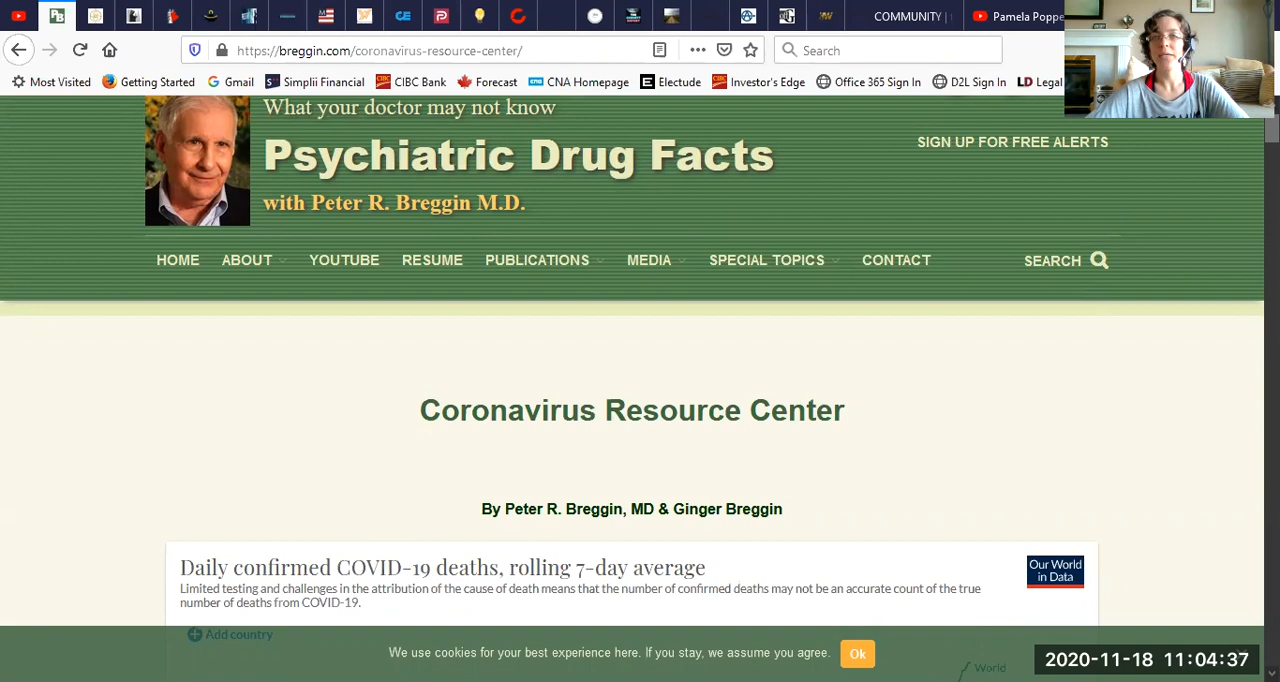 COMMUNITY
Pamela Poppe
https://breggin.com/coronavirus-resource-center/
Search
Most Visited
Getting Started
Gmail
Simplii Financial
CIBC Bank
Forecast
CNA Homepage
Electude
Investor's Edge
Office 365 Sign In
D2L Sign In
Legal
What your doctor may not know
Psychiatric Drug Facts
with Peter R. Breggin M.D.
SIGN UP FOR FREE ALERTS
HOME
ABOUT
YOUTUBE
RESUME
PUBLICATIONS
MEDIA
SPECIAL TOPICS
CONTACT
SEARCH
Coronavirus Resource Center
By Peter R. Breggin, MD & Ginger Breggin
Daily confirmed COVID-19 deaths, rolling 7-day average
Our World
in Data
Limited testing and challenges in the attribution of the cause of death means that the number of confirmed deaths may not be an accurate count of the true
number of deaths from COVID-19.
Add country
We use cookies for your best experience here. If you stay, we assume you agree.
Ok
World
2020-11-18 11:04:37